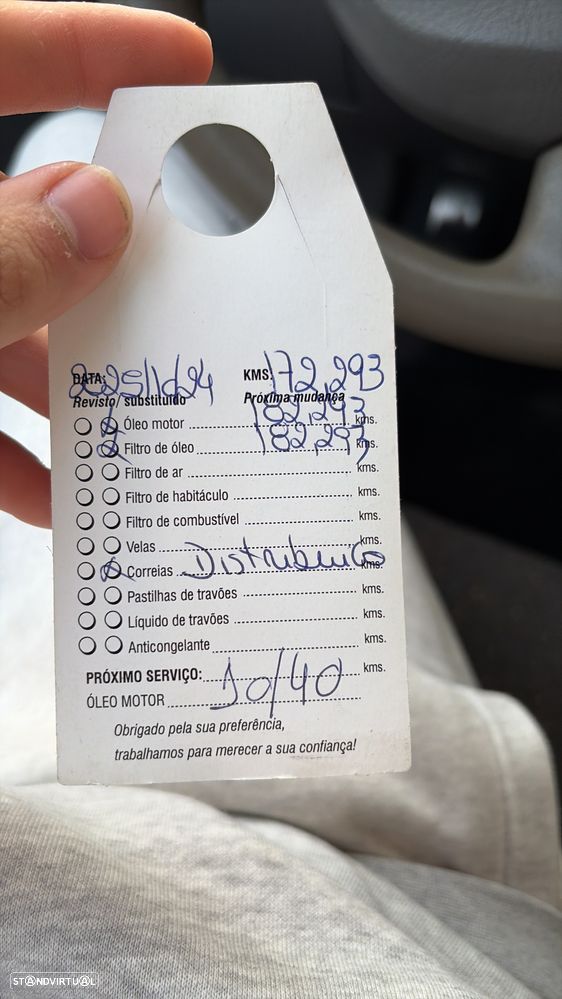 DATA: KMS: 172,293
Revisto/ substituído Próxima mudança
Óleo motor 182,293 kms.
Filtro de óleo 182,293 kms.
Filtro de ar kms.
Filtro de habitáculo kms.
Filtro de combustível kms.
Velas kms.
Correias Distribuição kms.
Pastilhas de travões kms.
Líquido de travões kms.
Anticongelante kms.
PRÓXIMO SERVIÇO: kms.
ÓLEO MOTOR 10/40
Obrigado pela sua preferência,
trabalhamos para merecer a sua confiança!
STANDVIRTUAL